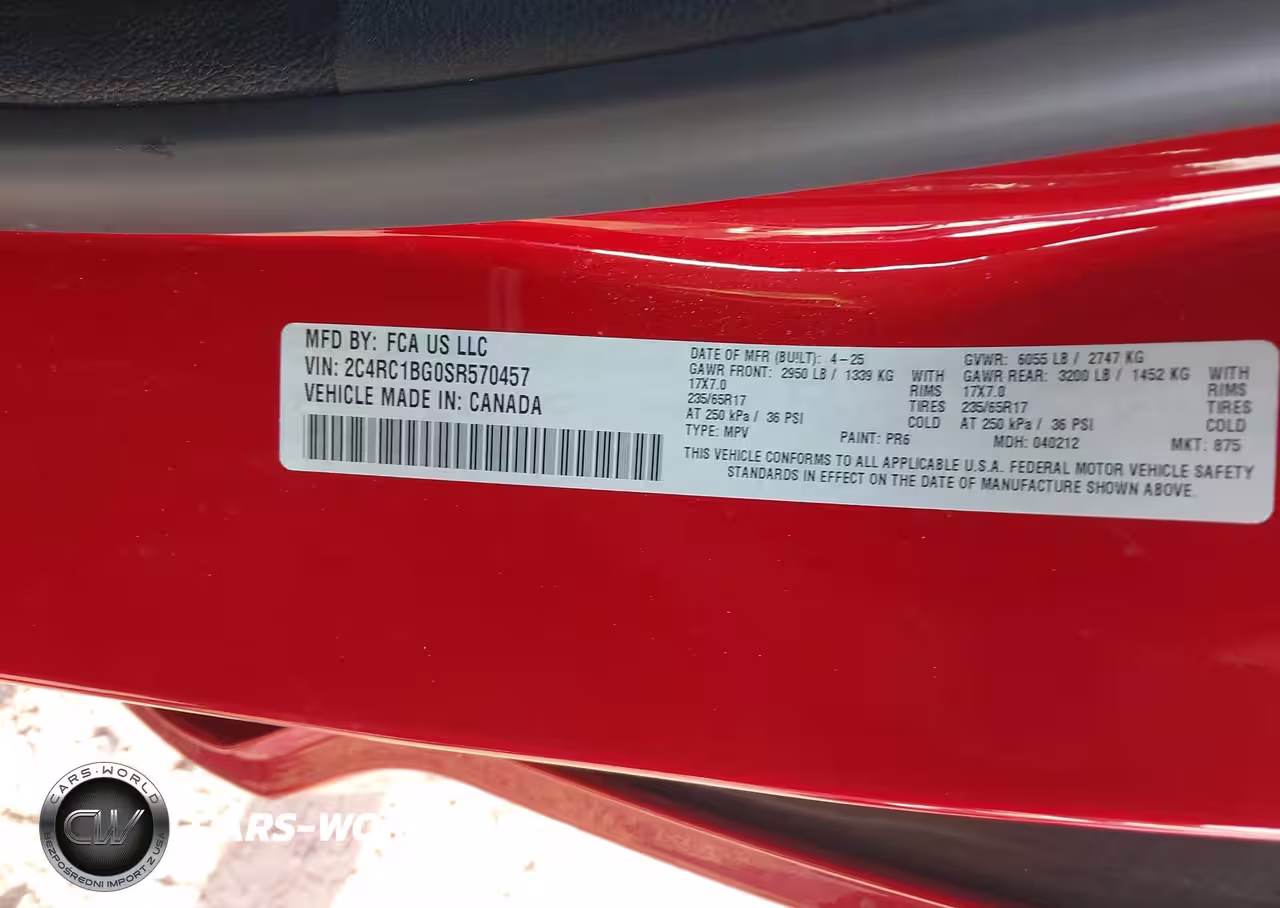 MFD BY: FCA US LLC
VIN: 2C4RC1BG0SR570457
VEHICLE MADE IN: CANADA
DATE OF MFR (BUILT): 4-25 GVWR: 6055 LB / 2747 KG
GAWR FRONT: 2950 LB / 1339 KG WITH GAWR REAR: 3200 LB / 1452 KG WITH
17X7.0 RIMS 17X7.0 RIMS
235/65R17 TIRES 235/65R17 TIRES
AT 250 kPa / 36 PSI COLD AT 250 kPa / 36 PSI COLD
TYPE: MPV PAINT: PR6 MDH: 040212 MKT: 875
THIS VEHICLE CONFORMS TO ALL APPLICABLE U.S.A. FEDERAL MOTOR VEHICLE SAFETY
STANDARDS IN EFFECT ON THE DATE OF MANUFACTURE SHOWN ABOVE.
CARS-WORLD
CW
BEZPOŚREDNI IMPORT Z USA